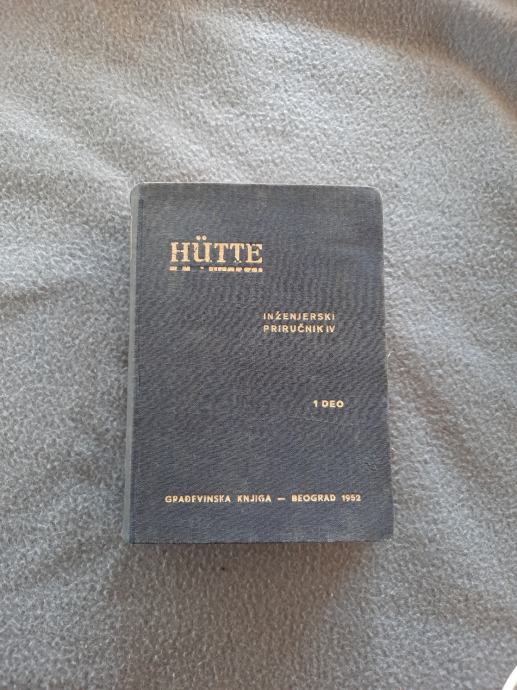 HÜTTE
INŽENJERSKI
PRIRUČNIK IV
1 DEO
GRAĐEVINSKA KNJIGA — BEOGRAD 1952